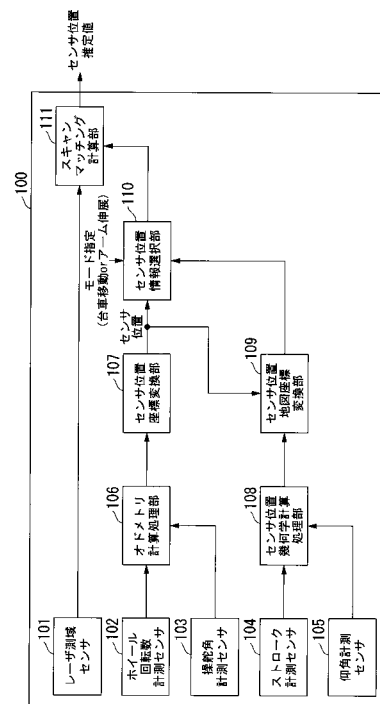 100
101
レーザ測域
センサ
102
ホイール
回転数
計測センサ
103
操舵角
計測センサ
104
ストローク
計測センサ
105
仰角計測
センサ
106
オドメトリ
計算処理部
108
センサ位置
幾何学計算
処理部
107
センサ位置
座標変換部
109
センサ位置
地図座標
変換部
センサ
位置
モード指定
(台車移動orアーム伸展)
110
センサ位置
情報選択部
111
スキャン
マッチング
計算部
センサ位置
推定値